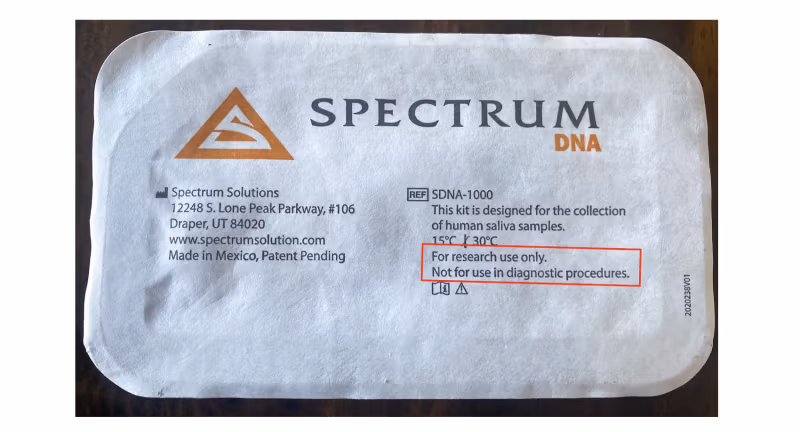 SPECTRUM
DNA
Spectrum Solutions
12248 S. Lone Peak Parkway, #106
Draper, UT 84020
www.spectrumsolution.com
Made in Mexico, Patent Pending
REF SDNA-1000
This kit is designed for the collection
of human saliva samples.
15°C 30°C
For research use only.
Not for use in diagnostic procedures.
2020238V01